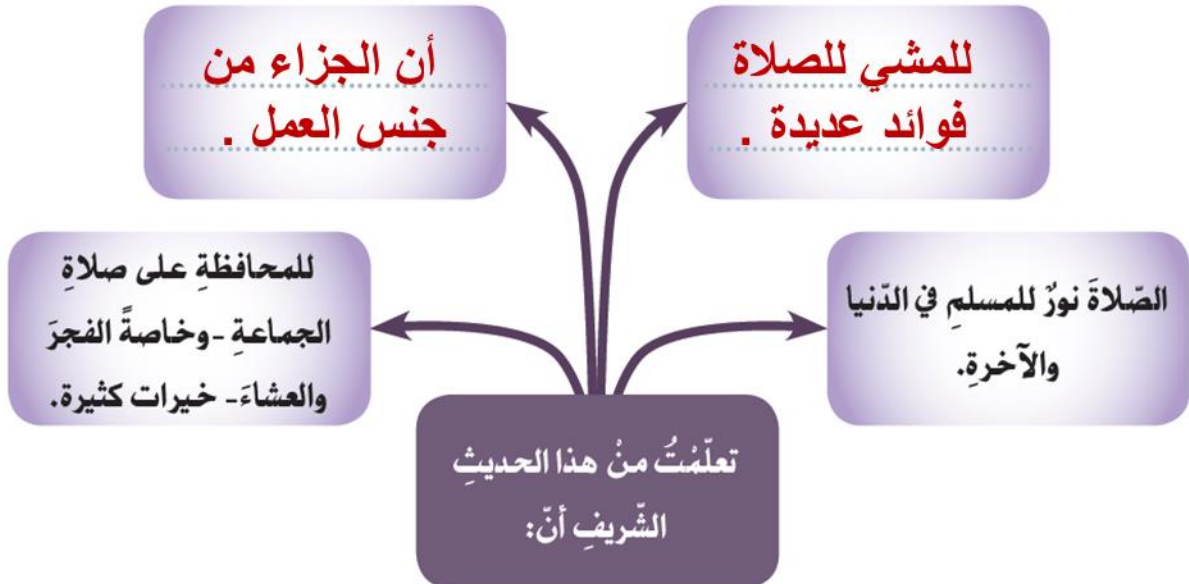 للمشي للصلاة
فوائد عديدة .
أن الجزاء من
جنس العمل .
الصّلاةَ نورٌ للمسلمِ في الدّنيا
والآخرةِ.
للمحافظةِ على صلاةِ
الجماعةِ -وخاصةً الفجرَ
والعشاءَ- خيرات كثيرة.
تعلّمْتُ منْ هذا الحديثِ
الشّريفِ أنّ: